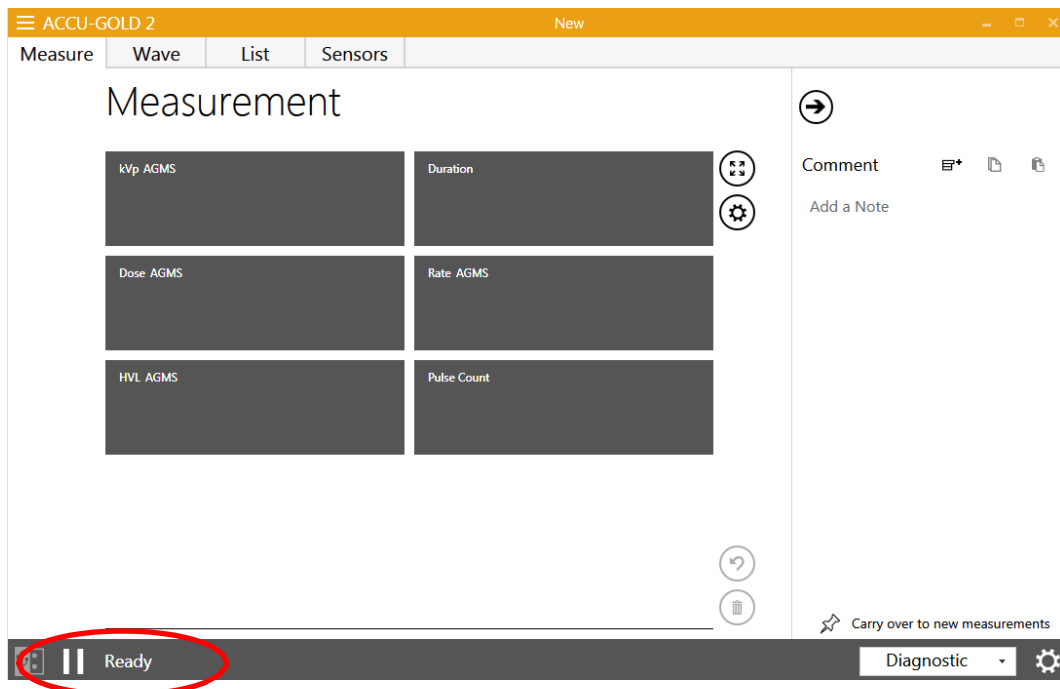 ACCU-GOLD 2
New
Measure Wave List Sensors
Measurement
kVp AGMS
Duration
Dose AGMS
Rate AGMS
HVL AGMS
Pulse Count
Comment
Add a Note
Carry over to new measurements
Ready
Diagnostic